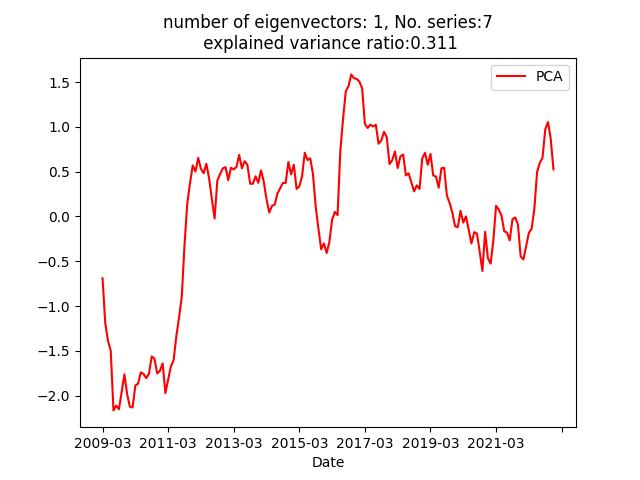 number of eigenvectors: 1, No. series:7
explained variance ratio:0.311
PCA
1.5
1.0
0.5
0.0
−0.5
−1.0
−1.5
−2.0
2009-03 2011-03 2013-03 2015-03 2017-03 2019-03 2021-03
Date